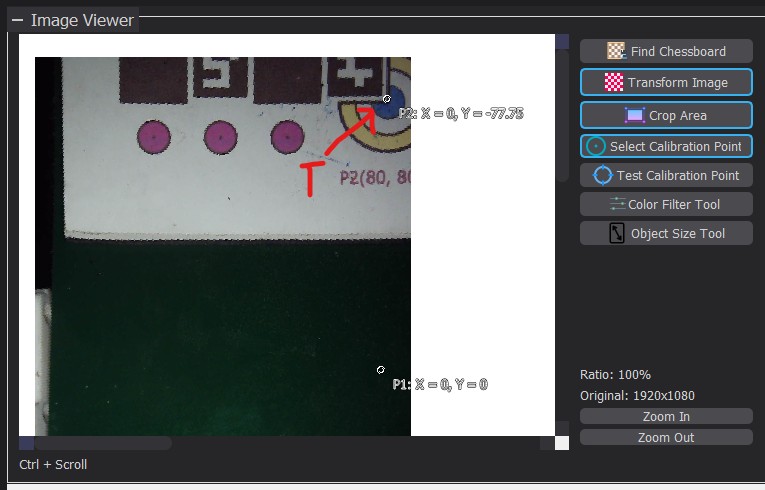 Image Viewer
Find Chessboard
Transform Image
Crop Area
Select Calibration Point
Test Calibration Point
Color Filter Tool
Object Size Tool
P2: X = 0, Y = -77.75
T
P2(80, 80
P1: X = 0, Y = 0
Ratio: 100%
Original: 1920x1080
Zoom In
Zoom Out
Ctrl + Scroll